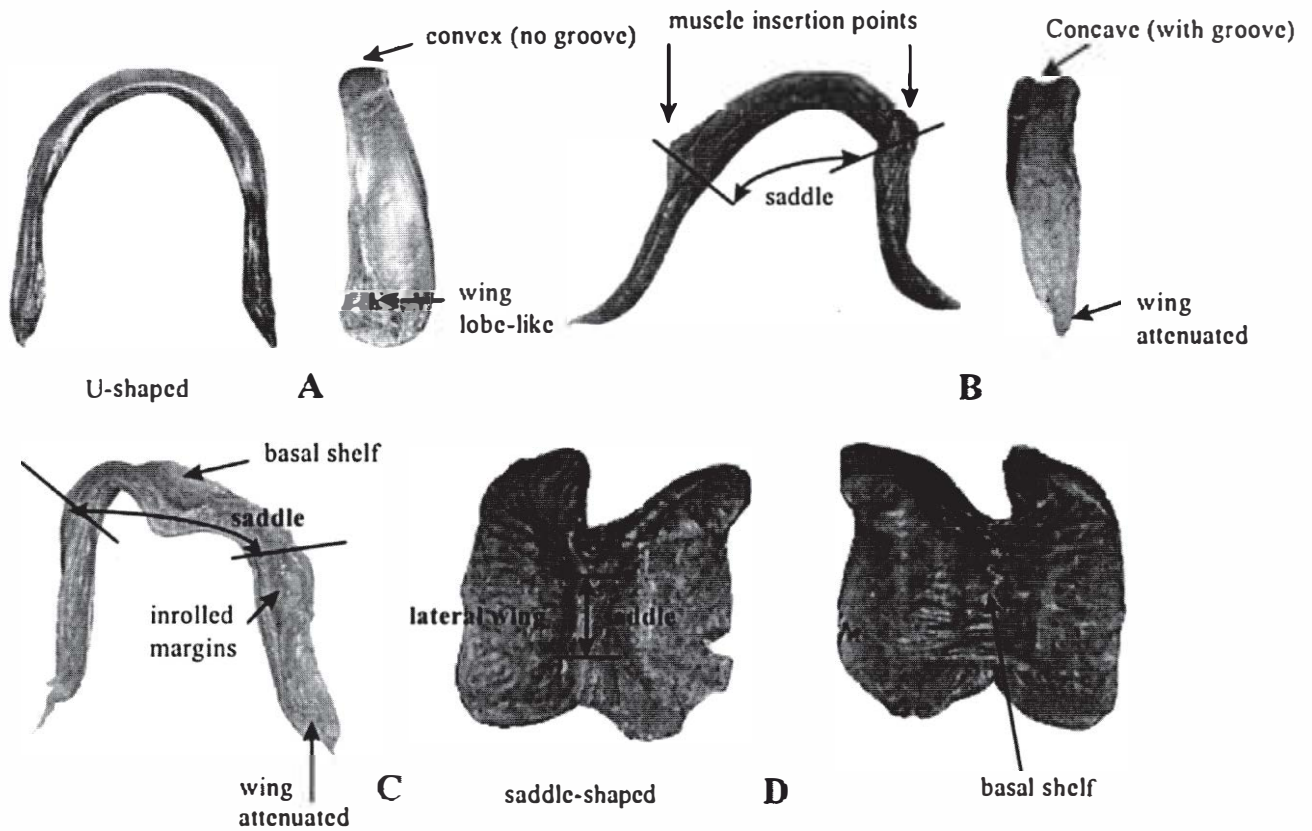 convex (no groove)
muscle insertion points
Concave (with groove)
saddle
wing
lobe-like
wing
attenuated
U-shaped
A
B
basal shelf
saddle
inrolled
margins
lateral wing
saddle
wing
attenuated
C
saddle-shaped
D
basal shelf